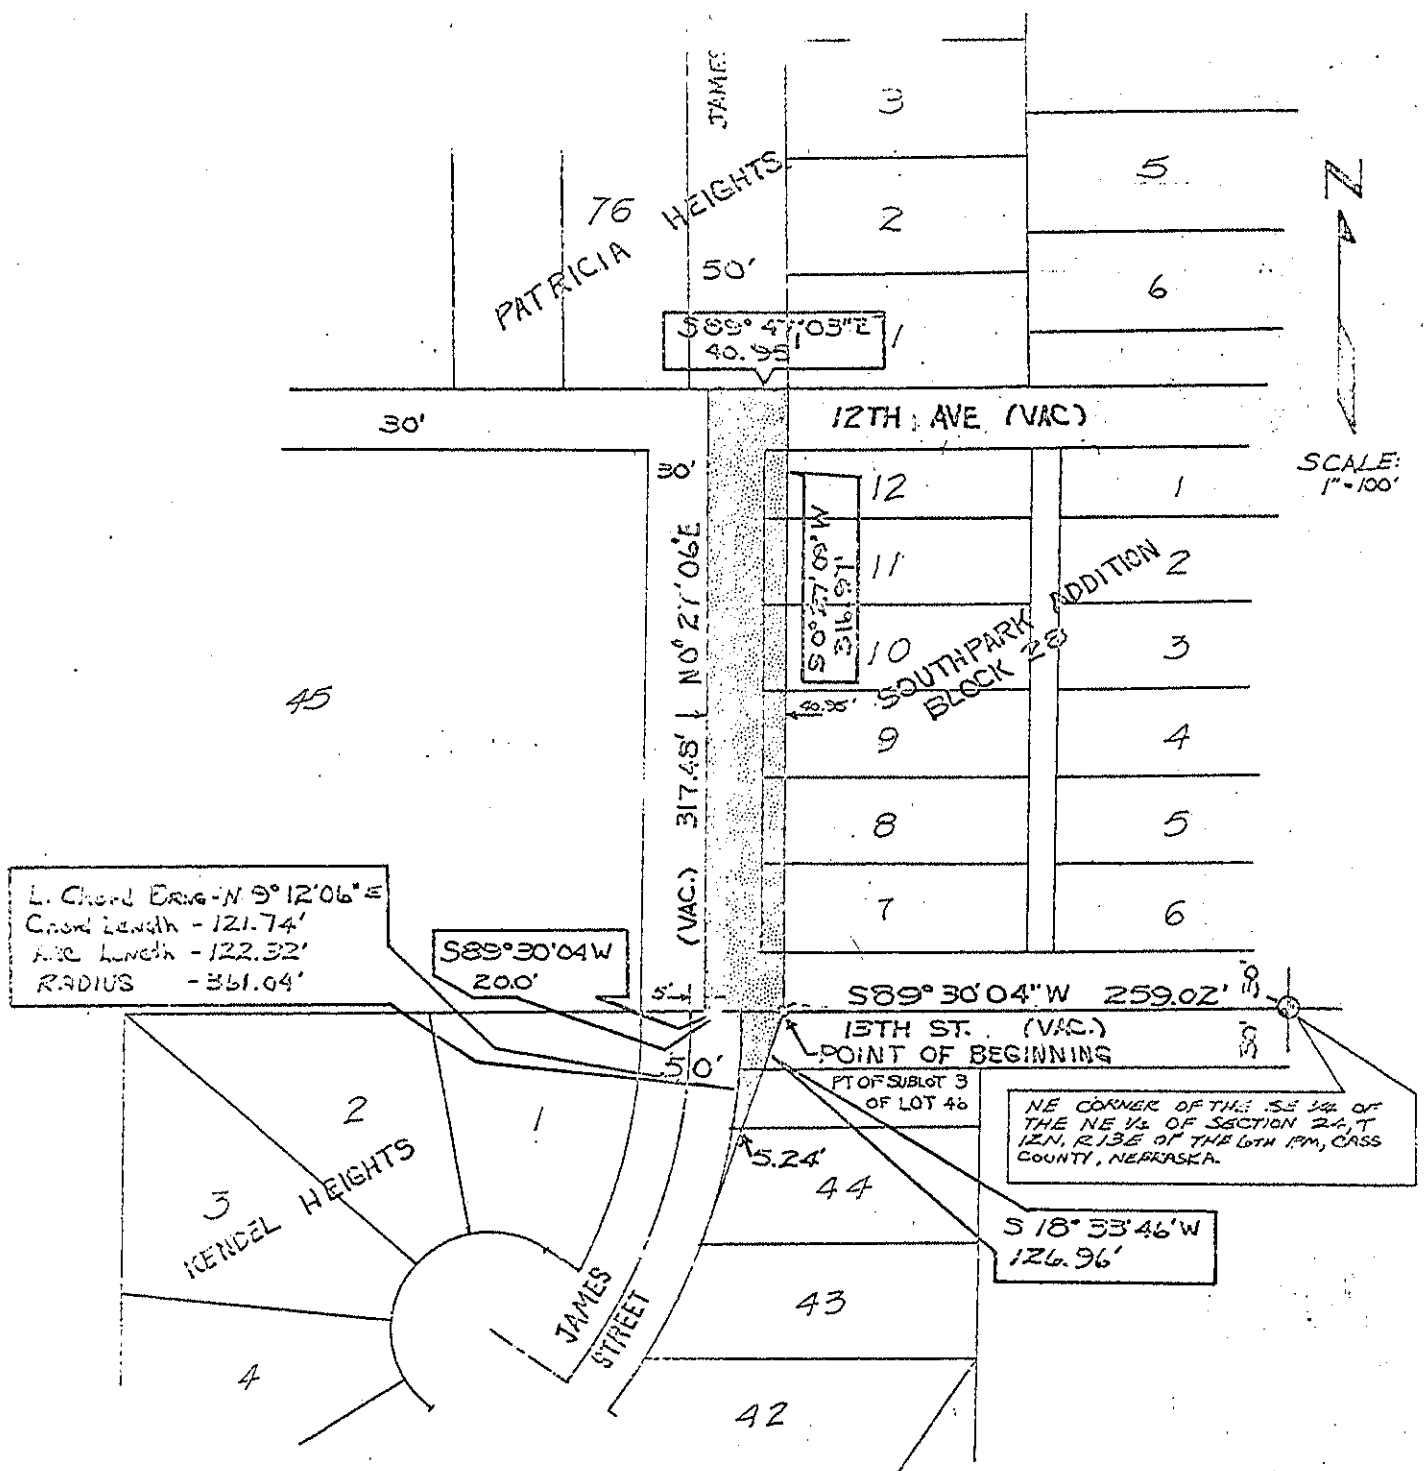 JAMES
3
5
76
HEIGHTS
2
N
PATRICIA
50'
6
S89° 47'03"E
40.95'
1
30'
12TH AVE (VAC)
SCALE:
1"=100'
30'
12
1
N0° 27' 06"E
S 0° 27' 8" W
316.97'
11
ADDITION
2
10
SOUTHPARK
BLOCK 28
3
45
40.95'
9
4
317.48'
8
5
(VAC.)
7
6
L. Chord Brng-N 9° 12'06" E
Chord Length - 121.74'
Arc Length - 122.32'
RADIUS - 361.04'
S89°30'04W
20.0'
5'
S89° 30' 04" W 259.02'
13TH ST. (VAC.)
50'
POINT OF BEGINNING
50'
PT OF SUBLOT 3
OF LOT 46
NE CORNER OF THE SE 1/4 OF
THE NE 1/4 OF SECTION 24, T
12N, R 13E OF THE 6TH PM, CASS
COUNTY, NEBRASKA.
2
1
5.24'
44
3
KENDEL HEIGHTS
S 18° 33' 46" W
126.96'
JAMES
STREET
43
4
42